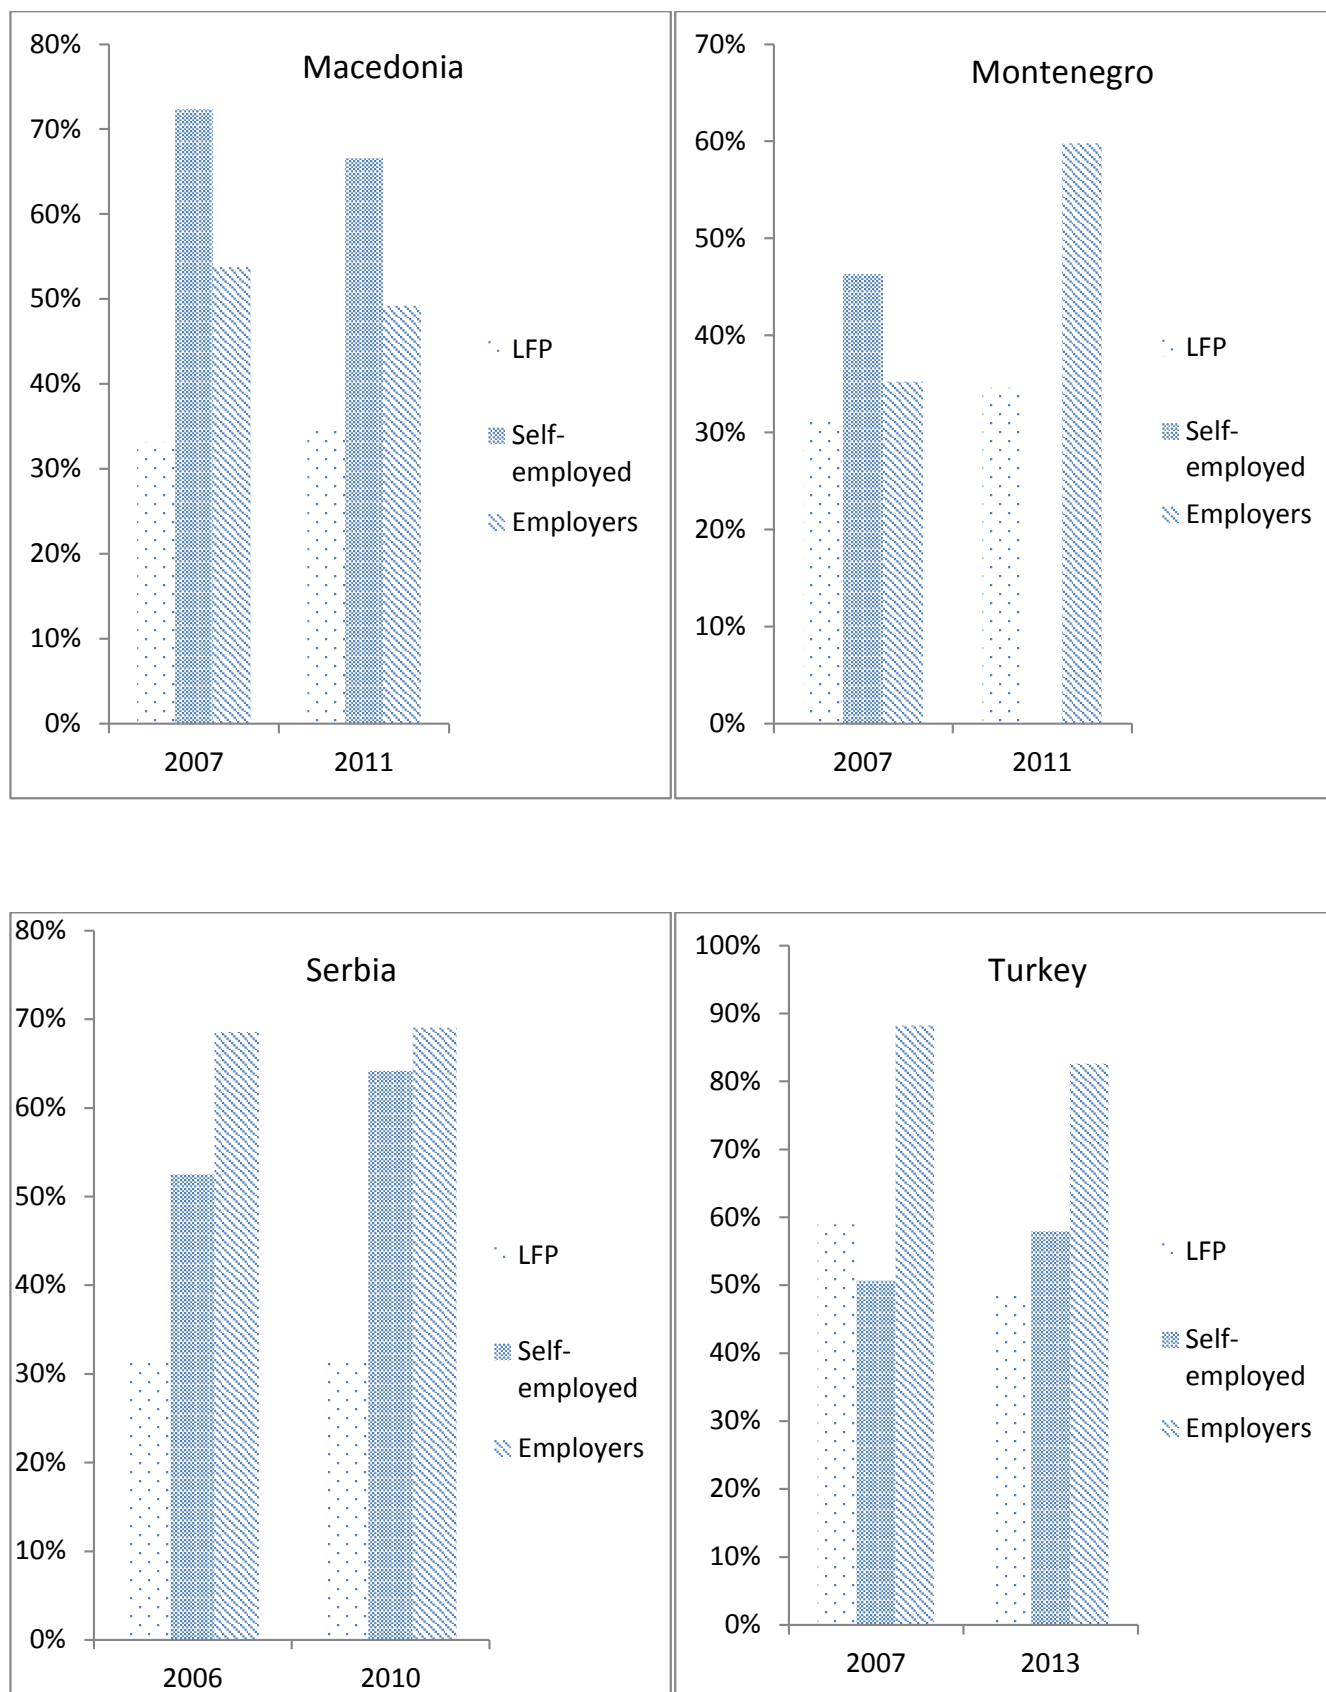 Macedonia
80%
70%
60%
50%
40%
30%
20%
10%
0%
2007 2011
LFP
Self-
employed
Employers
Montenegro
70%
60%
50%
40%
30%
20%
10%
0%
2007 2011
LFP
Self-
employed
Employers
Serbia
80%
70%
60%
50%
40%
30%
20%
10%
0%
2006 2010
LFP
Self-
employed
Employers
Turkey
100%
90%
80%
70%
60%
50%
40%
30%
20%
10%
0%
2007 2013
LFP
Self-
employed
Employers